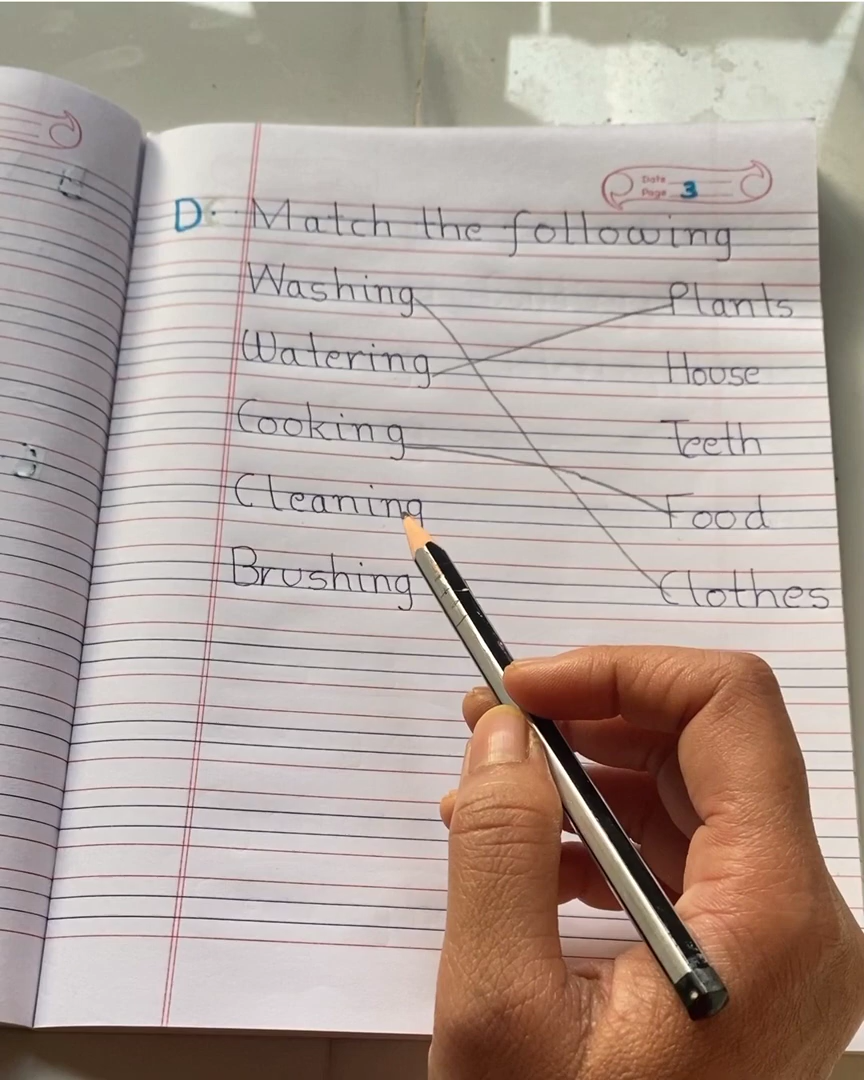 Date
Page 3
D. Match the following
Washing Plants
Watering House
Cooking Teeth
Cleaning Food
Brushing Clothes